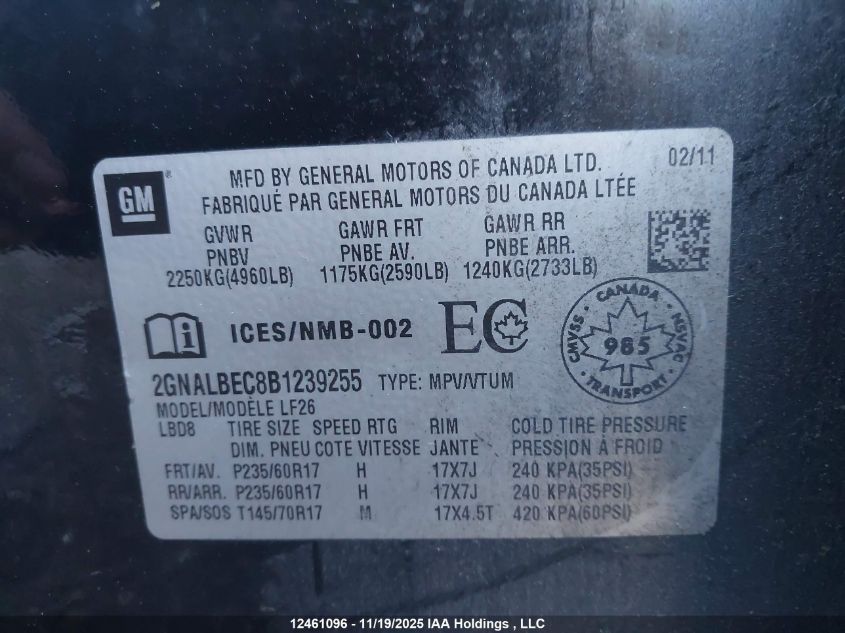 GM
MFD BY GENERAL MOTORS OF CANADA LTD.
02/11
FABRIQUÉ PAR GENERAL MOTORS DU CANADA LTÉE
GVWR GAWR FRT GAWR RR
PNBV PNBE AV. PNBE ARR.
2250KG(4960LB) 1175KG(2590LB) 1240KG(2733LB)
ICES/NMB-002 EC
CANADA
CMVSS 985 NSVAC
TRANSPORT
2GNALBEC8B1239255 TYPE: MPV/VTUM
MODEL/MODÈLE LF26
LBD8 TIRE SIZE SPEED RTG RIM COLD TIRE PRESSURE
DIM. PNEU COTE VITESSE JANTE PRESSION À FROID
FRT/AV. P235/60R17 H 17X7J 240 KPA(35PSI)
RR/ARR. P235/60R17 H 17X7J 240 KPA(35PSI)
SPA/SOS T145/70R17 M 17X4.5T 420 KPA(60PSI)
12461096 - 11/19/2025 IAA Holdings , LLC